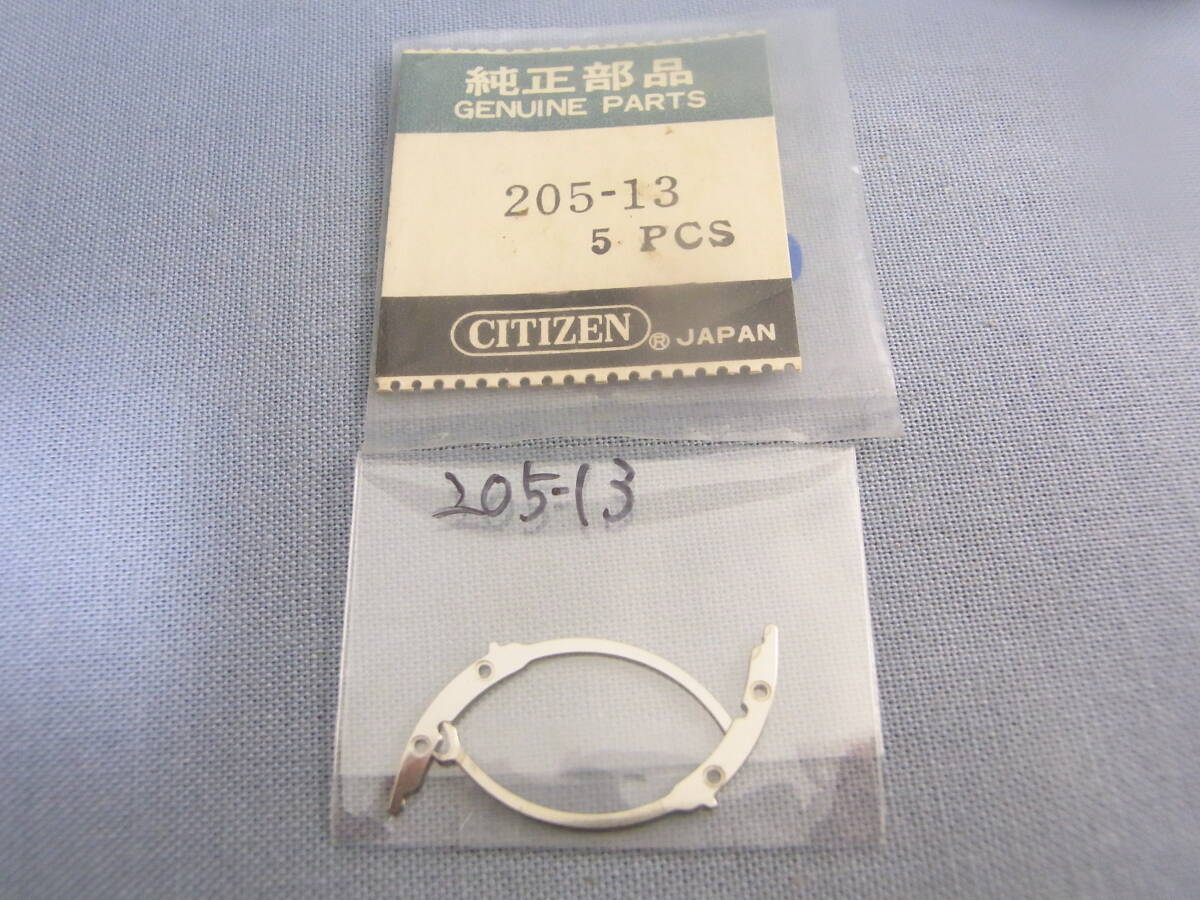 純正部品
GENUINE PARTS
205-13
5 PCS
CITIZEN ® JAPAN
205-13